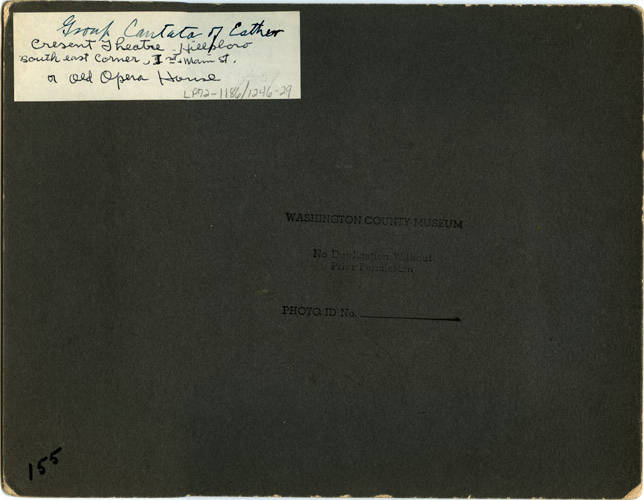 Group Cantata of Esther
Cresent Theatre - Hillsboro
South east Corner, 1st & Main St.
or Old Opera House
LP72-1186/1246-29
WASHINGTON COUNTY MUSEUM
No Duplication Without
Prior Permission
PHOTO ID No.
155